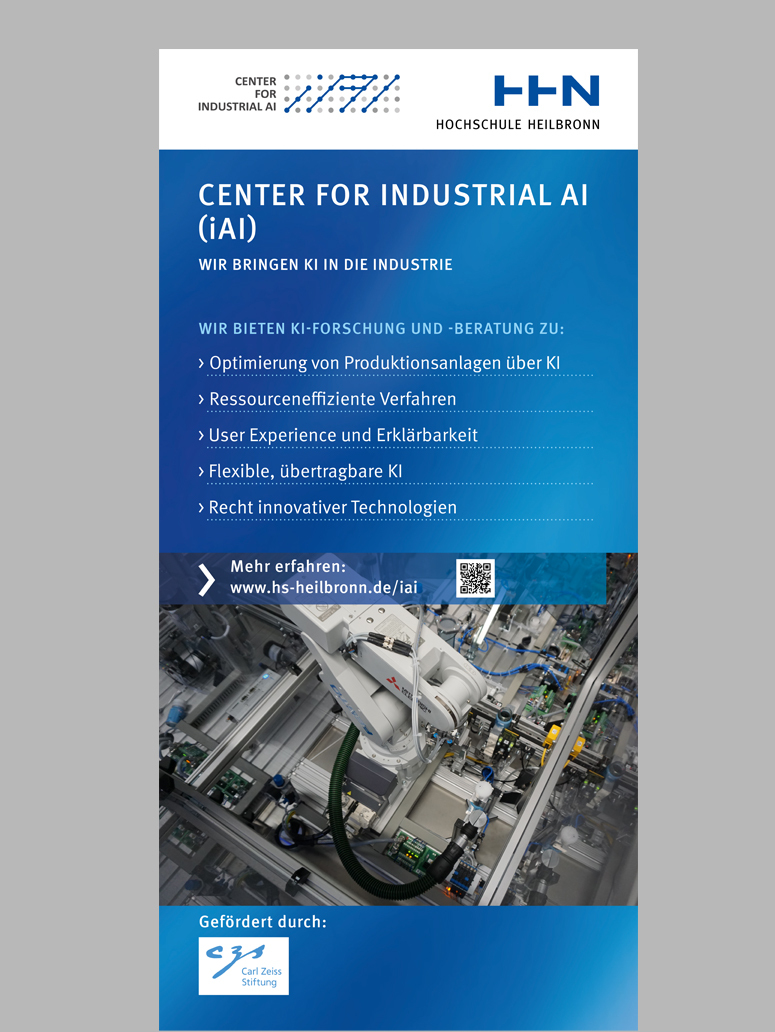 CENTER
FOR
INDUSTRIAL AI
HHN
HOCHSCHULE HEILBRONN
CENTER FOR INDUSTRIAL AI
(iAI)
WIR BRINGEN KI IN DIE INDUSTRIE
WIR BIETEN KI-FORSCHUNG UND -BERATUNG ZU:
› Optimierung von Produktionsanlagen über KI
› Ressourceneffiziente Verfahren
› User Experience und Erklärbarkeit
› Flexible, übertragbare KI
› Recht innovativer Technologien
Mehr erfahren:
www.hs-heilbronn.de/iai
Gefördert durch:
czs
Carl Zeiss
Stiftung